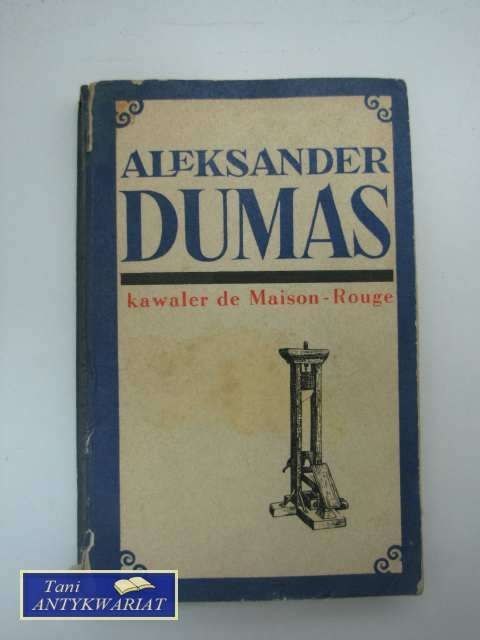 ALEKSANDER
DUMAS
kawaler de Maison-Rouge
Tani
ANTYKWARIAT